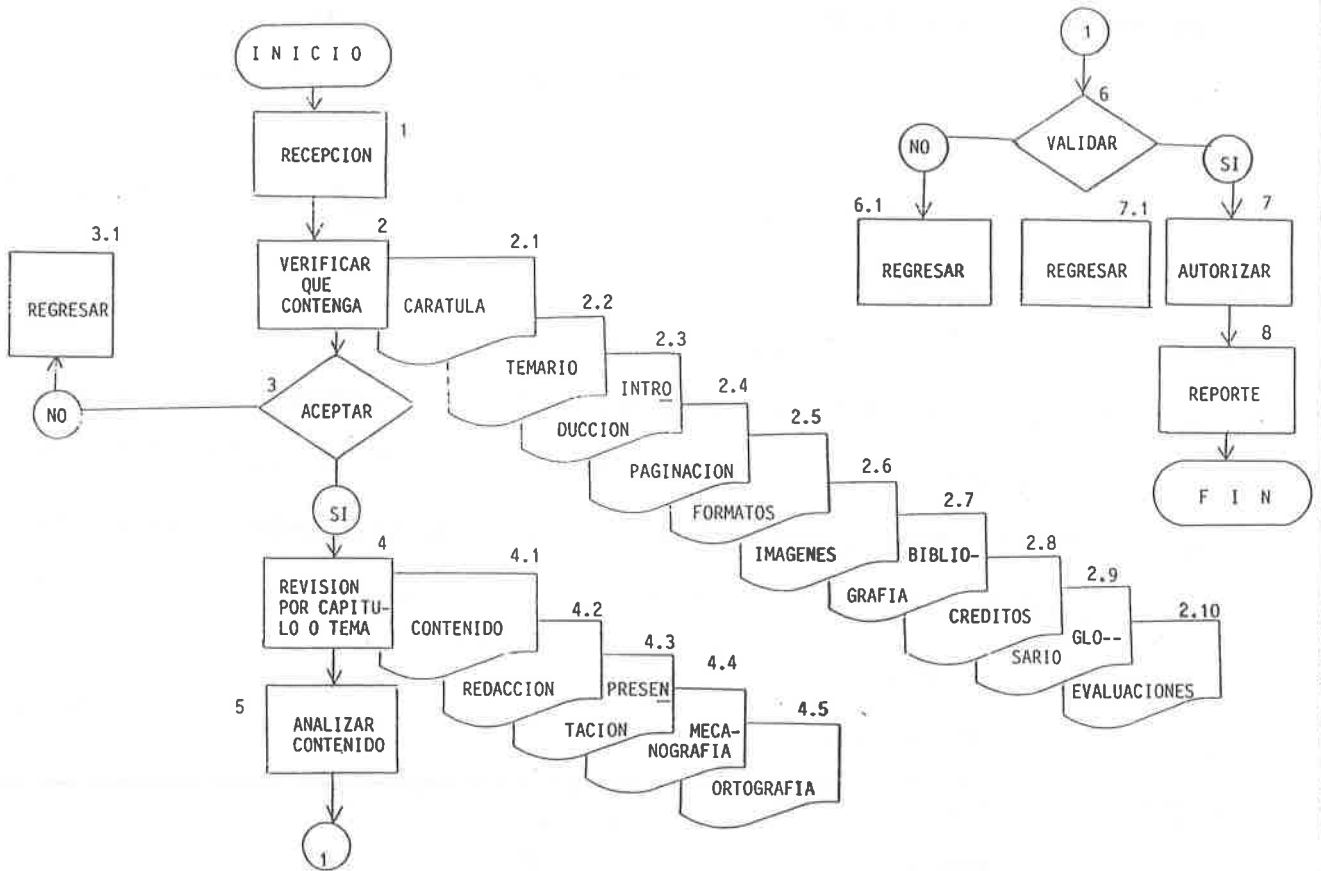 INICIO
1
RECEPCION
2
VERIFICAR
QUE
CONTENGA
2.1
CARATULA
2.2
TEMARIO
2.3
INTRO
DUCCION
2.4
PAGINACION
2.5
FORMATOS
2.6
IMAGENES
2.7
BIBLIO-
GRAFIA
2.8
CREDITOS
2.9
GLO--
SARIO
2.10
EVALUACIONES
3
ACEPTAR
NO
3.1
REGRESAR
SI
4
REVISION
POR CAPITU-
LO O TEMA
4.1
CONTENIDO
4.2
REDACCION
4.3
PRESEN
TACION
4.4
MECA-
NOGRAFIA
4.5
ORTOGRAFIA
5
ANALIZAR
CONTENIDO
1
1
6
VALIDAR
NO
SI
6.1
REGRESAR
7.1
REGRESAR
7
AUTORIZAR
8
REPORTE
FIN